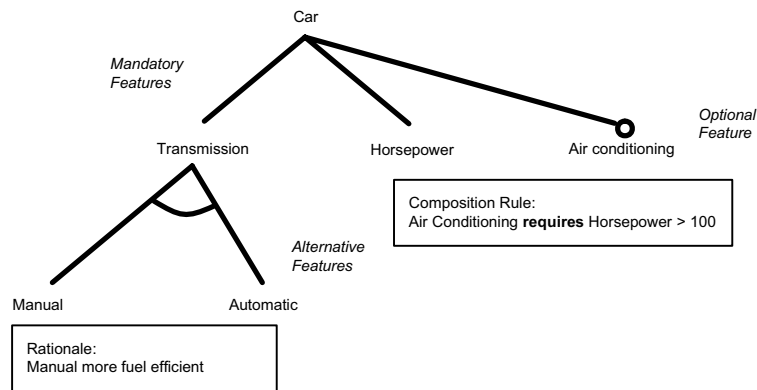 Car
Mandatory
Features
Optional
Feature
Transmission
Horsepower
Air conditioning
Composition Rule:
Air Conditioning requires Horsepower > 100
Alternative
Features
Manual
Automatic
Rationale:
Manual more fuel efficient